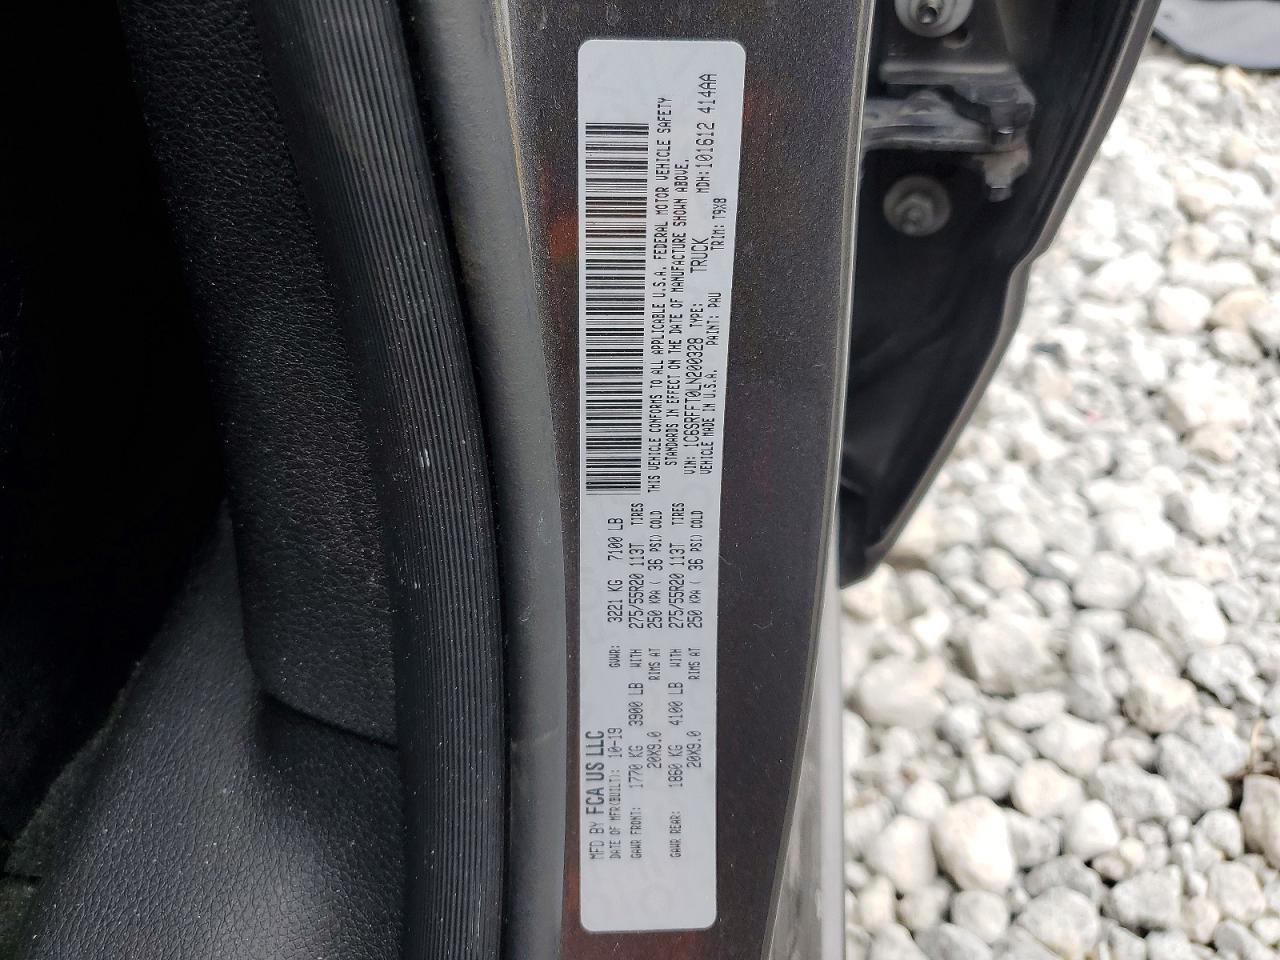 MFD BY FCA US LLC
DATE OF MFR(BUILT): 10-19 GVWR: 3221 KG 7100 LB
GAWR FRONT: 1770 KG 3900 LB WITH 275/55R20 113T TIRES
20X9.0 RIMS AT 250 KPA ( 36 PSI) COLD
GAWR REAR: 1860 KG 4100 LB WITH 275/55R20 113T TIRES
20X9.0 RIMS AT 250 KPA ( 36 PSI) COLD
THIS VEHICLE CONFORMS TO ALL APPLICABLE U.S.A. FEDERAL MOTOR VEHICLE SAFETY
STANDARDS IN EFFECT ON THE DATE OF MANUFACTURE SHOWN ABOVE.
VIN: 1C6SRFFT0LN200328 TYPE: TRUCK MDH:101612 414AA
VEHICLE MADE IN U.S.A. PAINT: PAU TRIM: T9X8